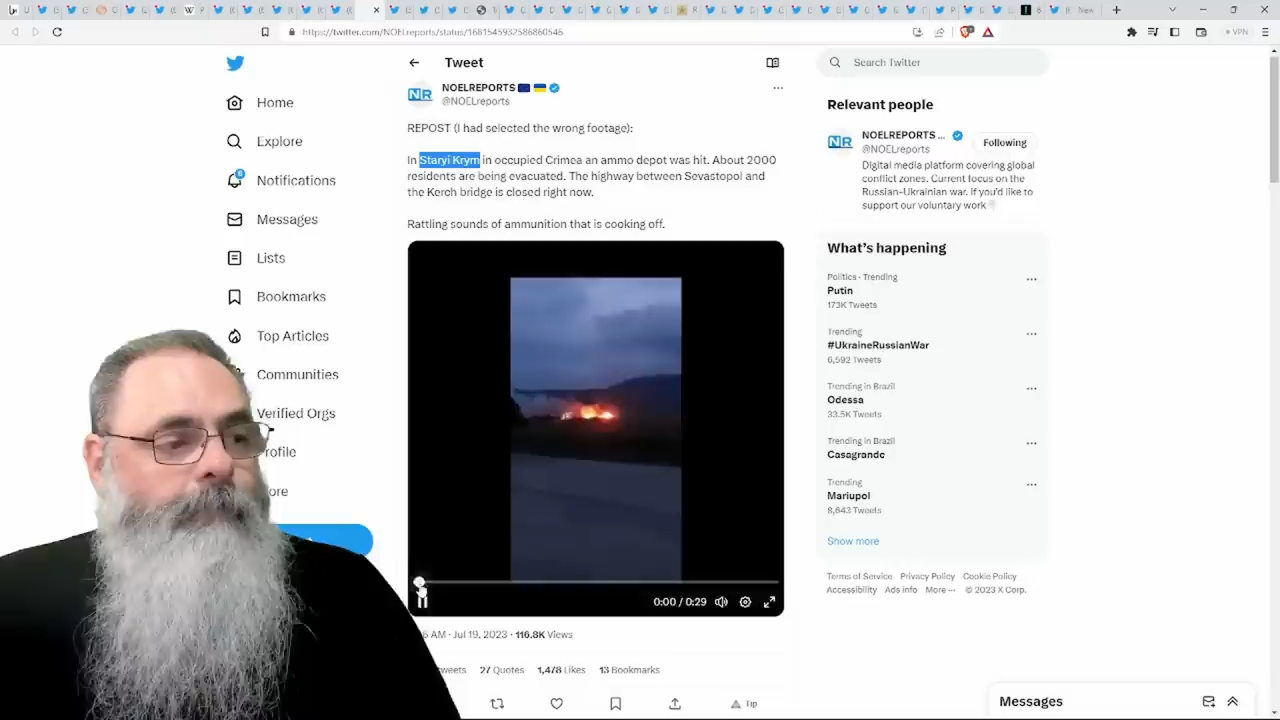 New
https://twitter.com/NOELreports/status/1681545932586860546
VPN
Home
Explore
6
Notifications
Messages
Lists
Bookmarks
Top Articles
Communities
Verified Orgs
rofile
ore
Tweet
NOELREPORTS
@NOELreports
REPOST (I had selected the wrong footage):
In Staryi Krym in occupied Crimea an ammo depot was hit. About 2000
residents are being evacuated. The highway between Sevastopol and
the Kerch bridge is closed right now.
Rattling sounds of ammunition that is cooking off.
0:00 / 0:29
AM · Jul 19, 2023 · 116.8K Views
weets 27 Quotes 1,478 Likes 13 Bookmarks
Tip
Search Twitter
Relevant people
NOELREPORTS ...
@NOELreports
Following
Digital media platform covering global
conflict zones. Current focus on the
Russian-Ukrainian war. If you'd like to
support our voluntary work
What's happening
Politics · Trending
Putin
173K Tweets
Trending
#UkraineRussianWar
6,592 Tweets
Trending in Brazil
Odessa
33.5K Tweets
Trending in Brazil
Casagrande
Trending
Mariupol
8,643 Tweets
Show more
Terms of Service Privacy Policy Cookie Policy
Accessibility Ads info More ··· © 2023 X Corp.
Messages